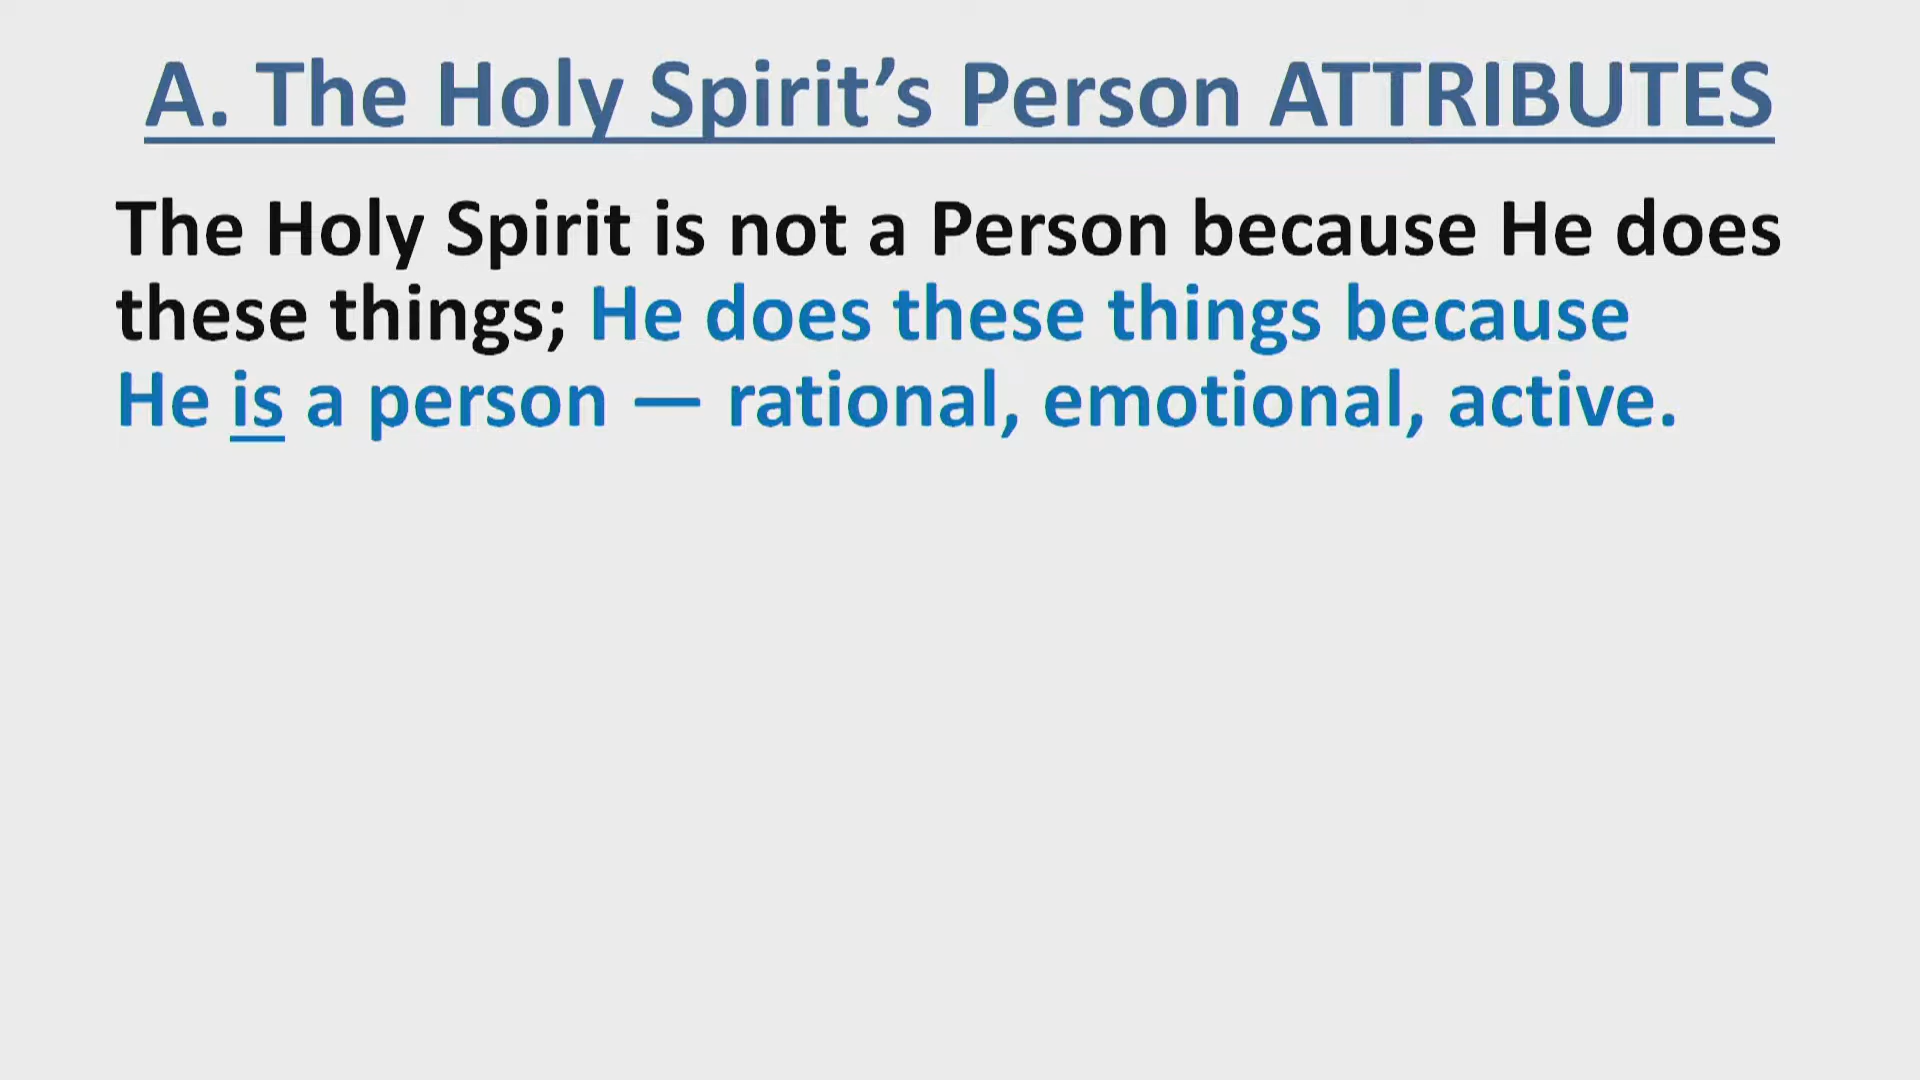 A. The Holy Spirit’s Person ATTRIBUTES
The Holy Spirit is not a Person because He does
these things; He does these things because
He is a person — rational, emotional, active.